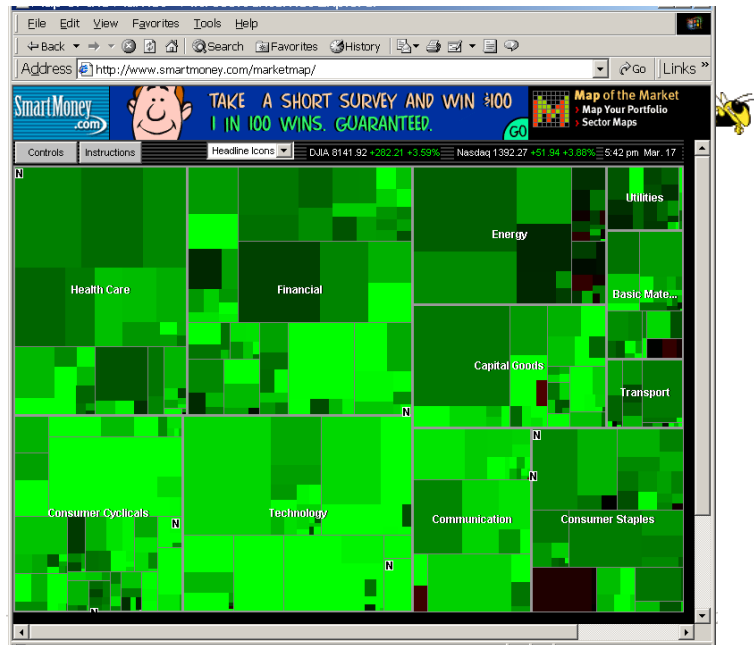 File Edit View Favorites Tools Help
Back Search Favorites History
Address http://www.smartmoney.com/marketmap/ Go Links »
SmartMoney .com TAKE A SHORT SURVEY AND WIN $100
1 IN 100 WINS. GUARANTEED. GO
Map of the Market
Map Your Portfolio
Sector Maps
Controls Instructions Headline Icons DJIA 8141.92 +282.21 +3.59% Nasdaq 1392.27 +51.94 +3.88% 5:42 pm Mar. 17
N
Utilities
Energy
Health Care Financial Basic Mate...
Capital Goods
Transport
N
N
N
Consumer Cyclicals Technology Communication Consumer Staples
N
N
N